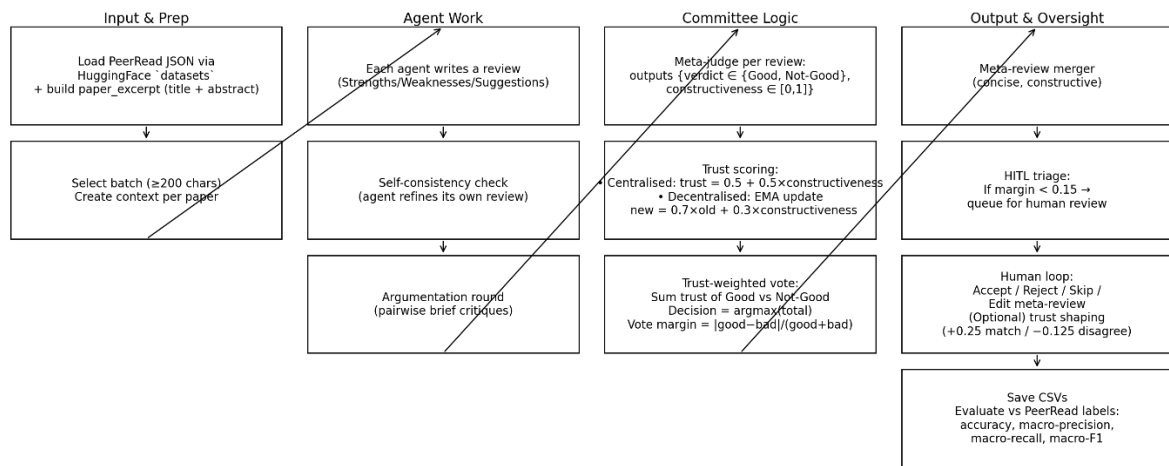 Input & Prep
Load PeerRead JSON via
HuggingFace `datasets`
+ build paper_excerpt (title + abstract)
Select batch (≥200 chars)
Create context per paper
Agent Work
Each agent writes a review
(Strengths/Weaknesses/Suggestions)
Self-consistency check
(agent refines its own review)
Argumentation round
(pairwise brief critiques)
Committee Logic
Meta-judge per review:
outputs {verdict ∈ {Good, Not-Good},
constructiveness ∈ [0,1]}
Trust scoring:
• Centralised: trust = 0.5 + 0.5×constructiveness
• Decentralised: EMA update
new = 0.7×old + 0.3×constructiveness
Trust-weighted vote:
Sum trust of Good vs Not-Good
Decision = argmax(total)
Vote margin = |good−bad|/(good+bad)
Output & Oversight
Meta-review merger
(concise, constructive)
HITL triage:
If margin < 0.15 →
queue for human review
Human loop:
Accept / Reject / Skip /
Edit meta-review
(Optional) trust shaping
(+0.25 match / −0.125 disagree)
Save CSVs
Evaluate vs PeerRead labels:
accuracy, macro-precision,
macro-recall, macro-F1